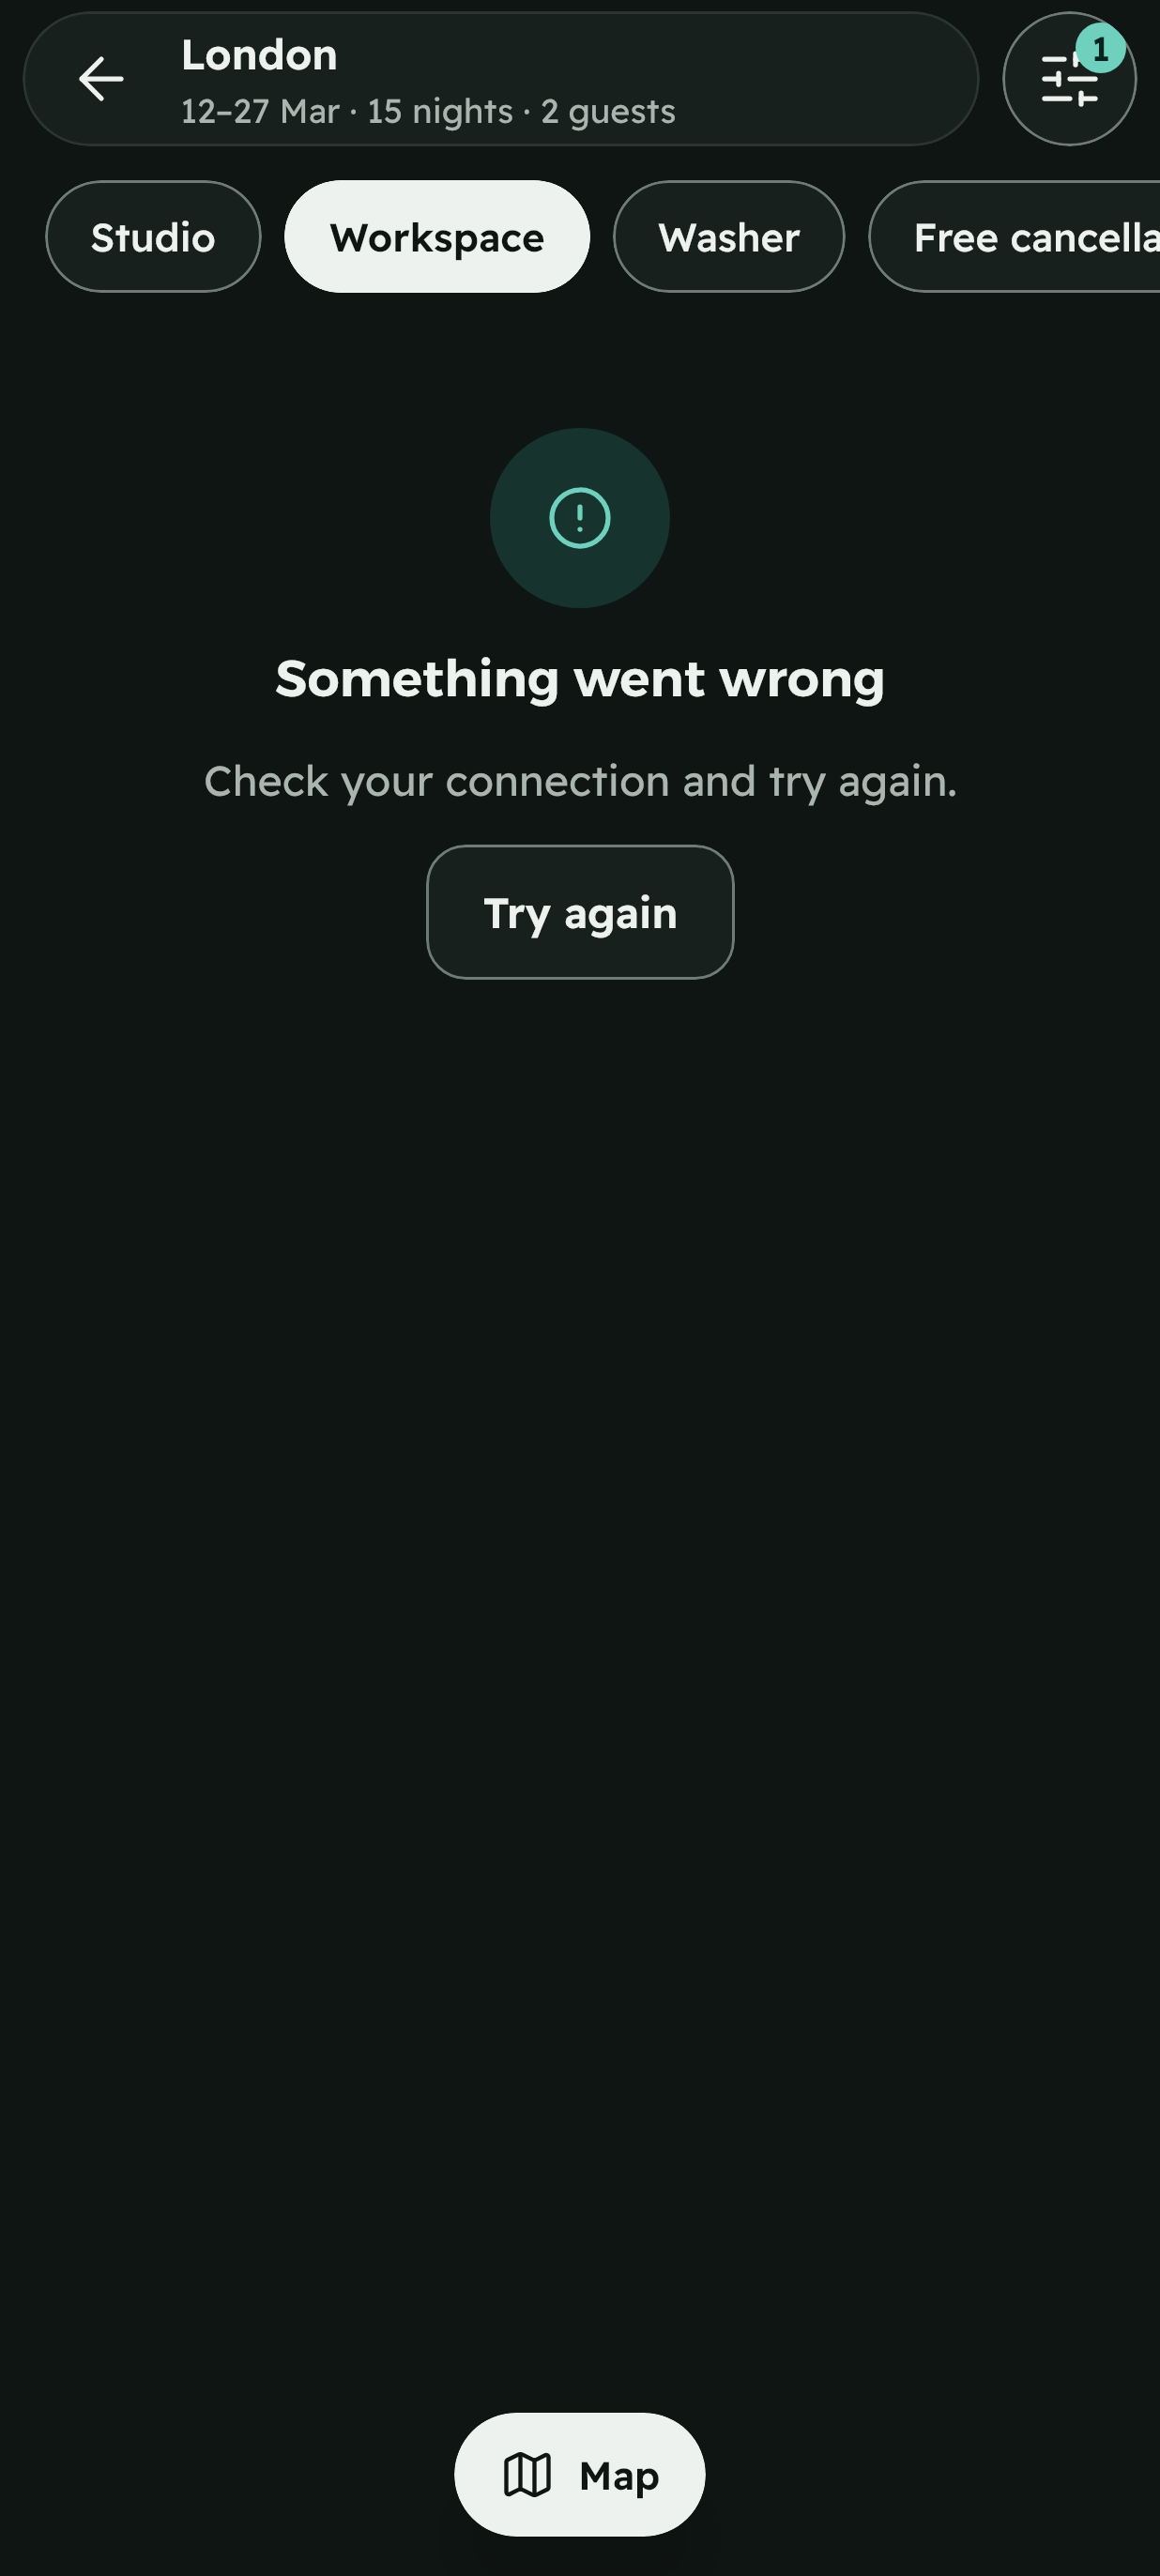 London
12–27 Mar · 15 nights · 2 guests
1
Studio
Workspace
Washer
Free cancella
Something went wrong
Check your connection and try again.
Try again
Map